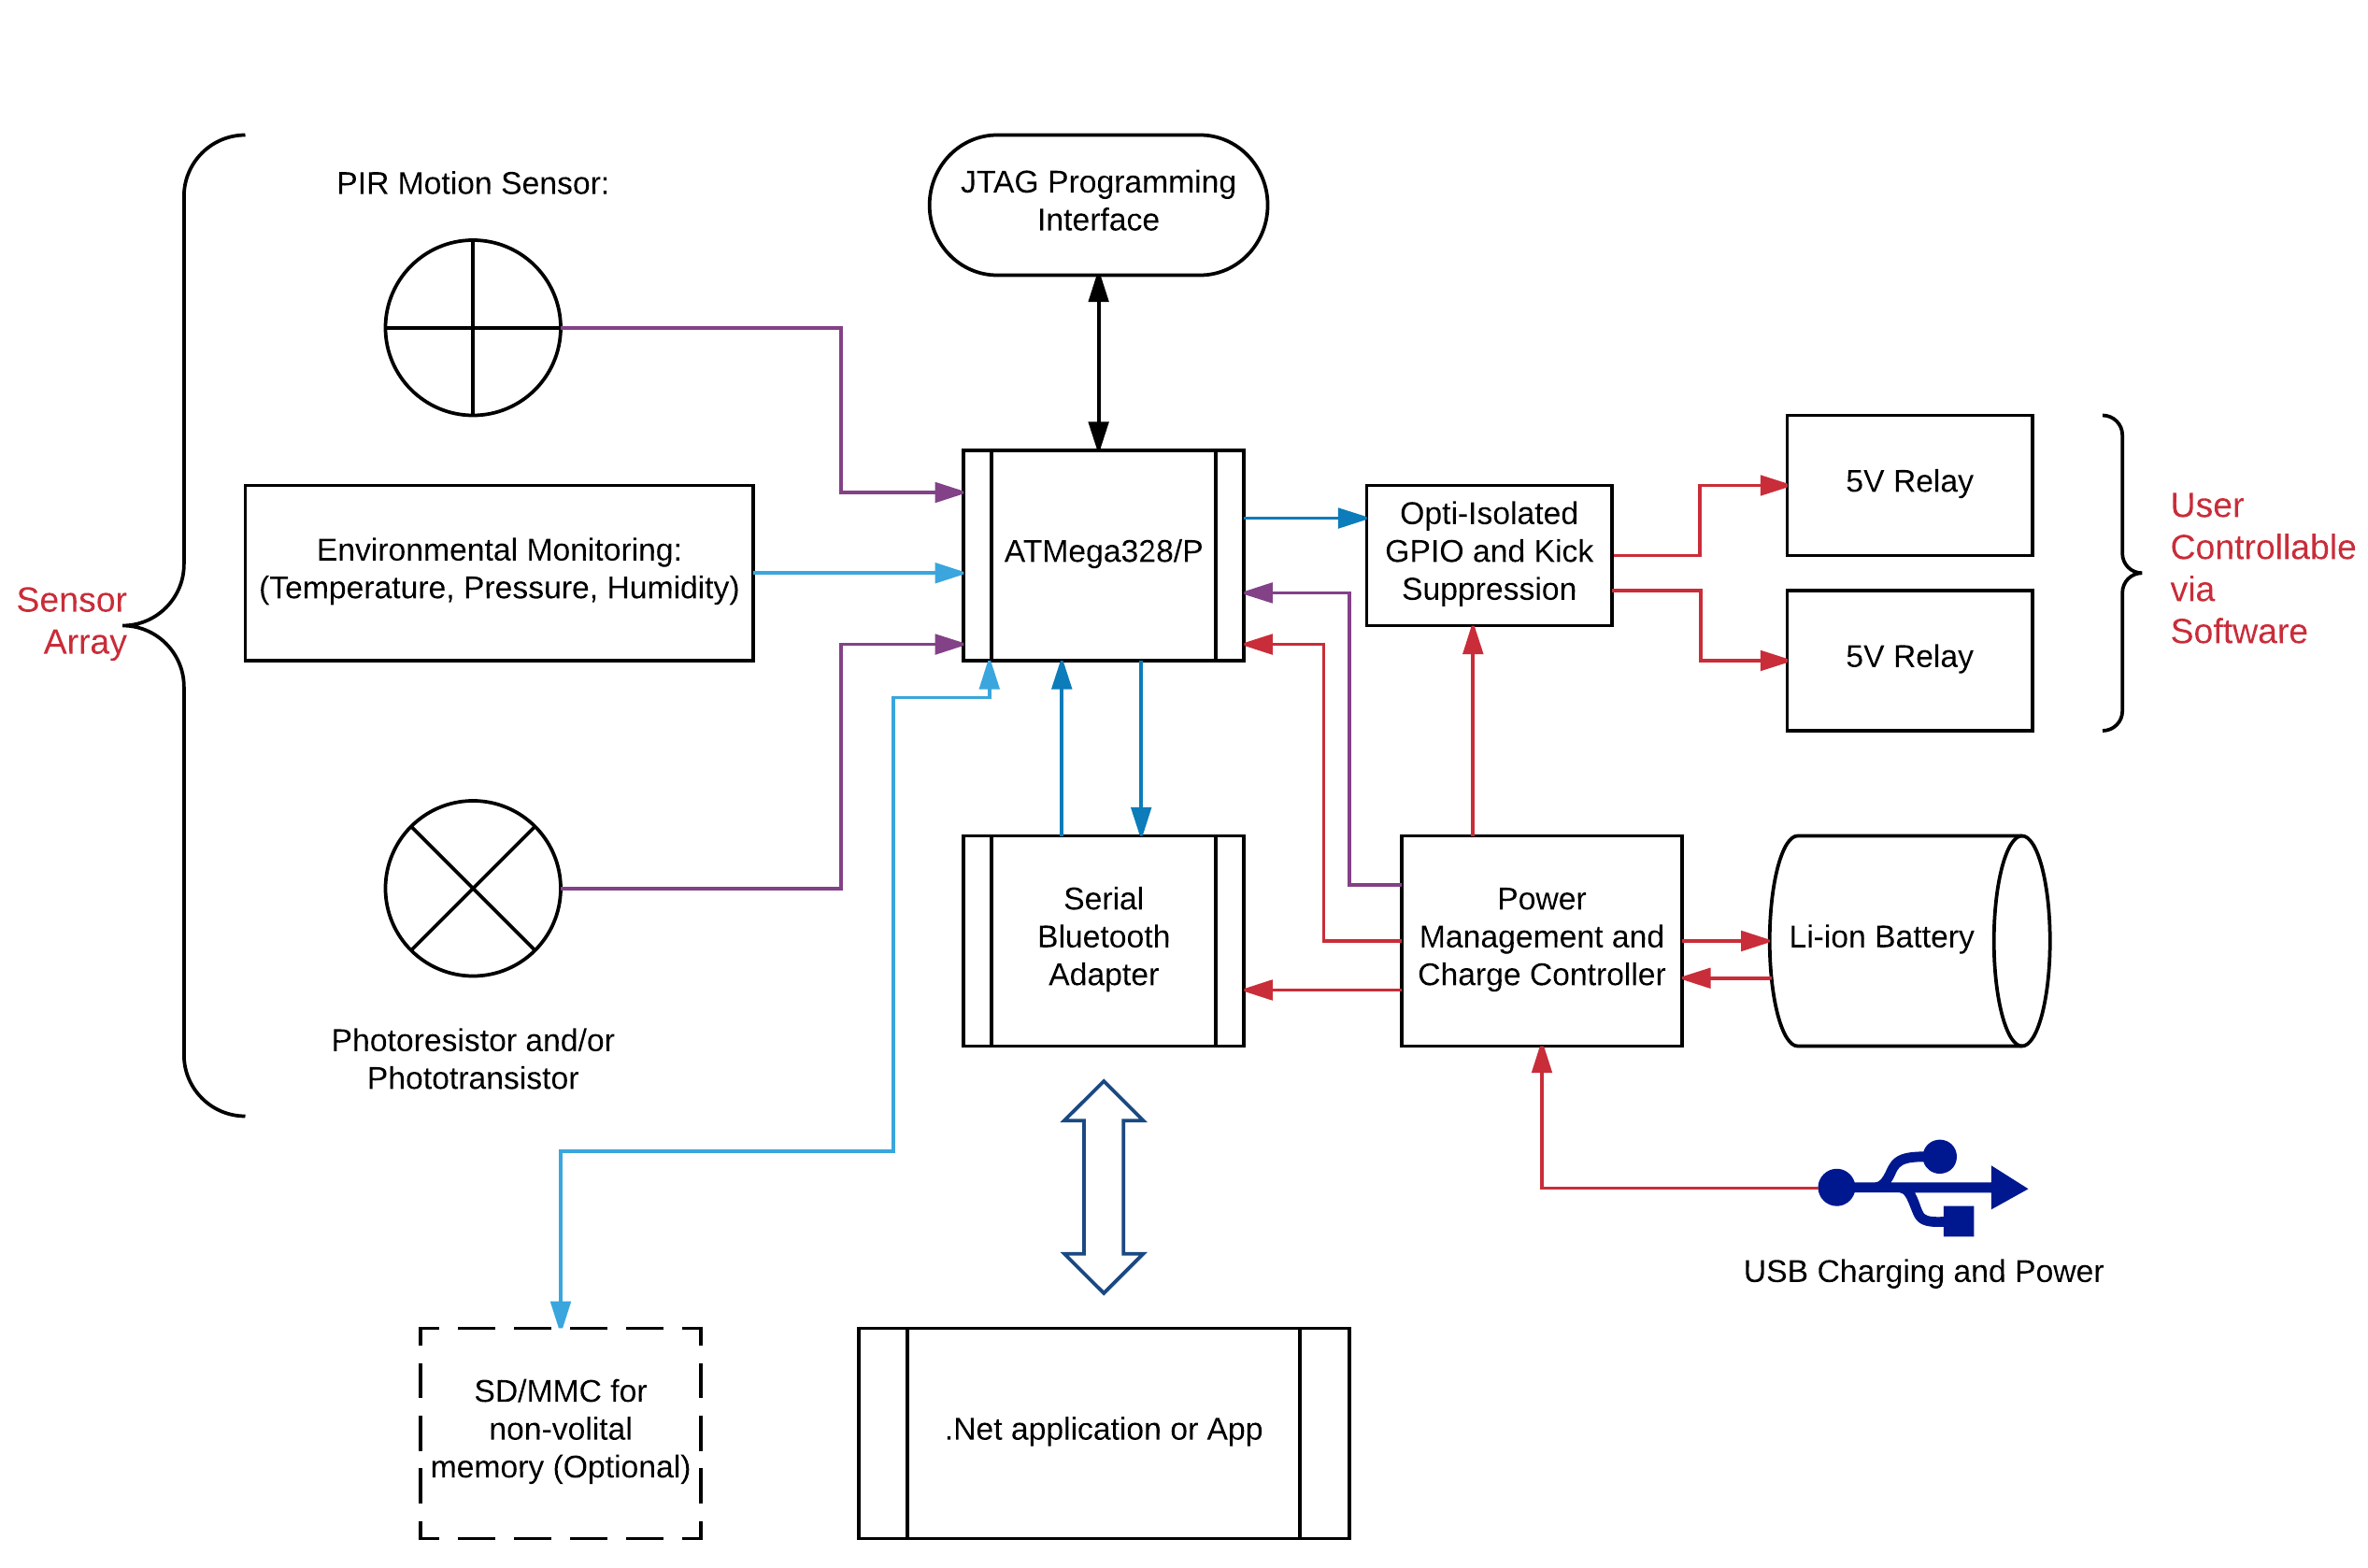 PIR Motion Sensor:
JTAG Programming
Interface
Environmental Monitoring:
(Temperature, Pressure, Humidity)
ATMega328/P
Opti-Isolated
GPIO and Kick
Suppression
5V Relay
5V Relay
User
Controllable
via
Software
Sensor
Array
Photoresistor and/or
Phototransistor
Serial
Bluetooth
Adapter
Power
Management and
Charge Controller
Li-ion Battery
USB Charging and Power
SD/MMC for
non-volital
memory (Optional)
.Net application or App